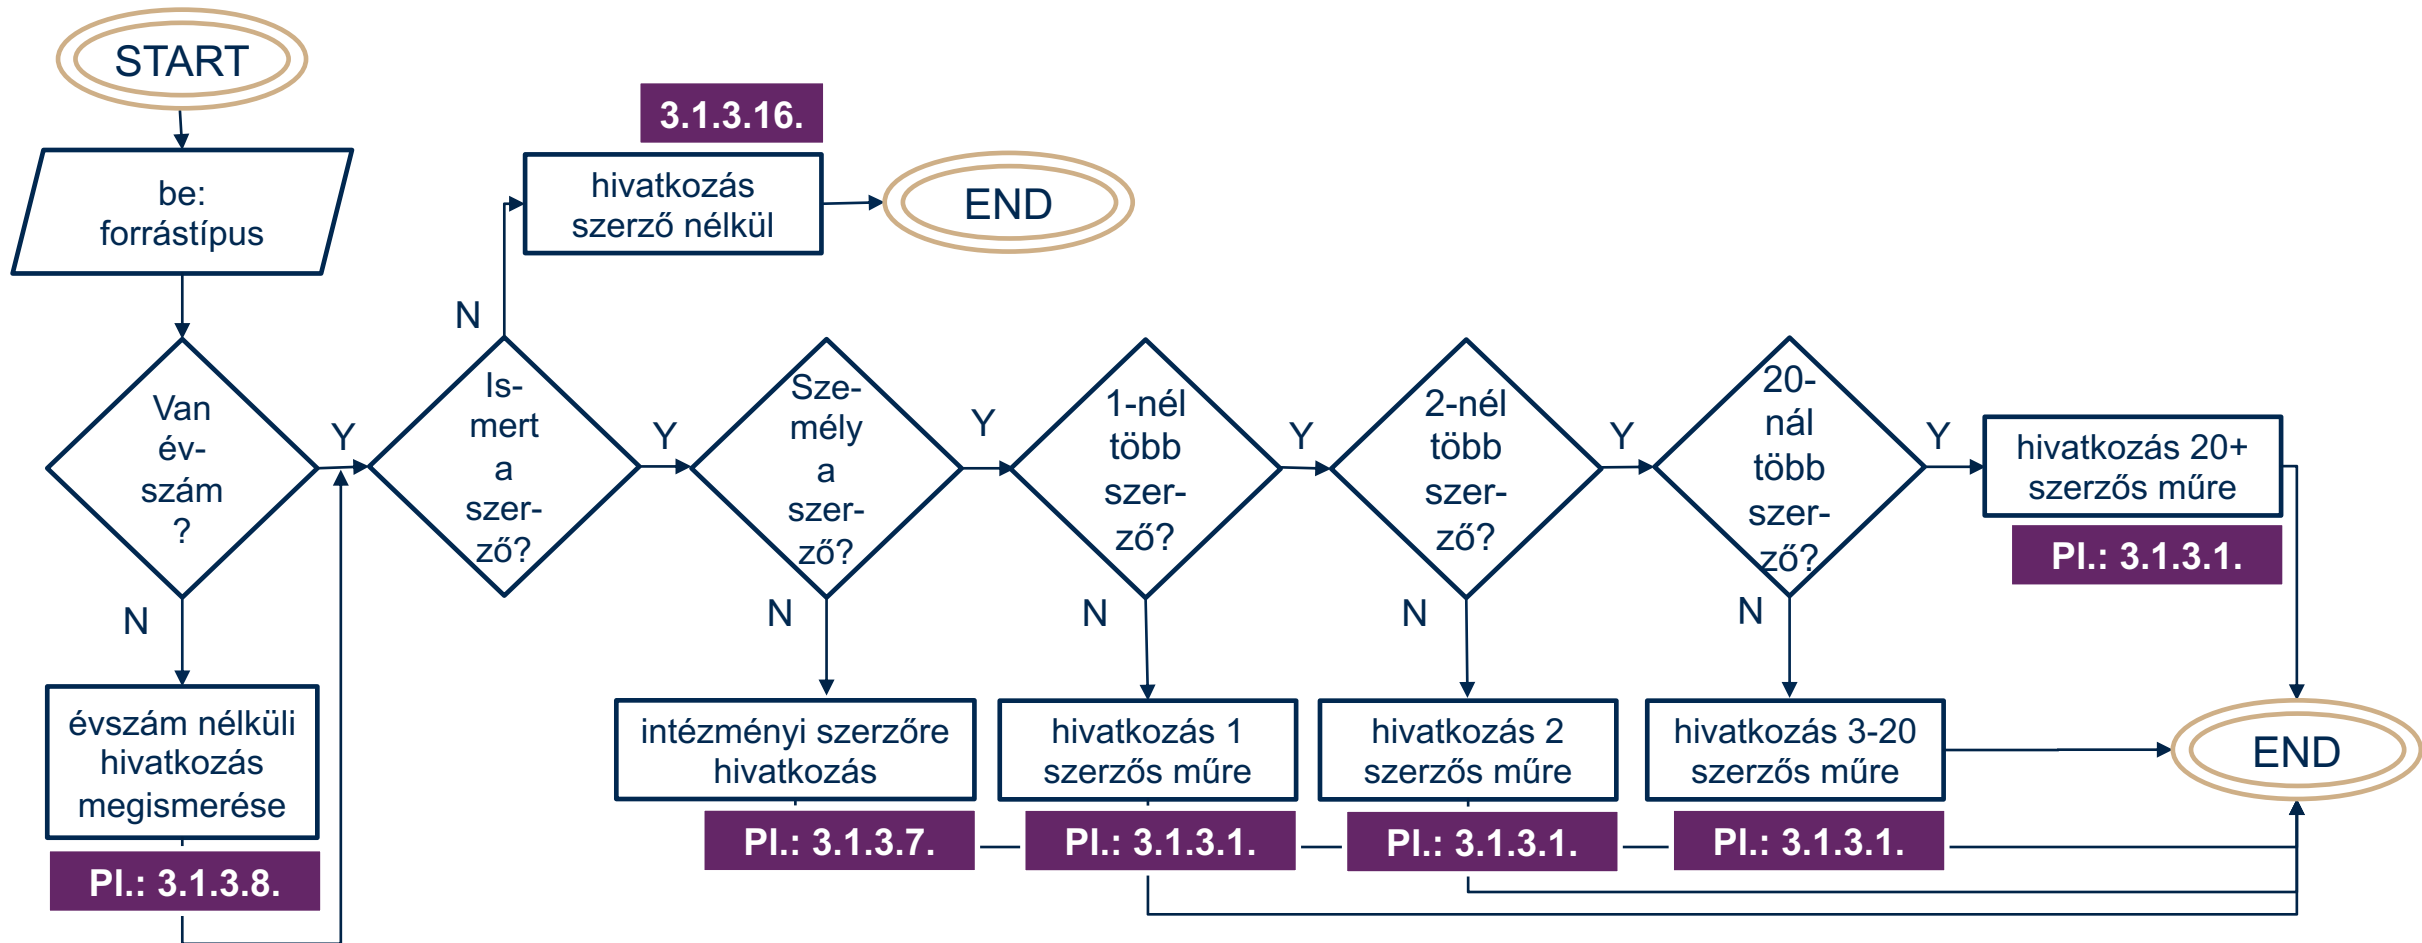 START
be:
forrástípus
3.1.3.16.
hivatkozás
szerző nélkül
END
Van
év-
szám
?
Y
N
Is-
mert
a
szer-
ző?
N
Y
Sze-
mély
a
szer-
ző?
Y
N
1-nél
több
szer-
ző?
Y
N
2-nél
több
szer-
ző?
Y
N
20-
nál
több
szer-
ző?
Y
N
hivatkozás 20+
szerzős műre
Pl.: 3.1.3.1.
évszám nélküli
hivatkozás
megismerése
Pl.: 3.1.3.8.
intézményi szerzőre
hivatkozás
Pl.: 3.1.3.7.
hivatkozás 1
szerzős műre
Pl.: 3.1.3.1.
hivatkozás 2
szerzős műre
Pl.: 3.1.3.1.
hivatkozás 3-20
szerzős műre
Pl.: 3.1.3.1.
END